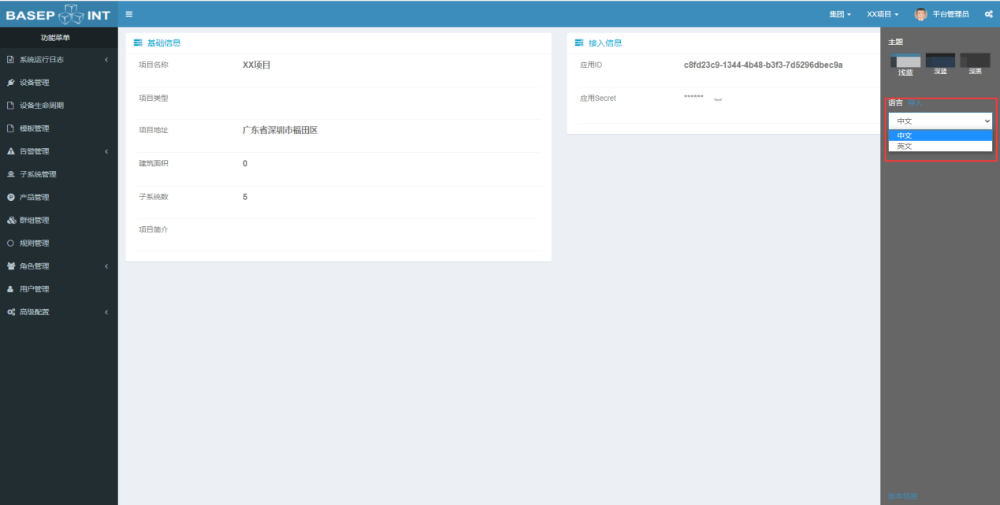 BASEP INT
集团
XX项目
平台管理员
功能菜单
系统运行日志
设备管理
设备生命周期
模板管理
告警管理
子系统管理
产品管理
群组管理
规则管理
角色管理
用户管理
高级配置
基础信息
项目名称 XX项目
项目类型
项目地址 广东省深圳市福田区
建筑面积 0
子系统数 5
项目简介
接入信息
应用ID c8fd23c9-1344-4b48-b3f3-7d5296dbec9a
应用Secret ******
主题
浅蓝 深蓝 深黑
语言 导入
中文
中文
英文
版本信息